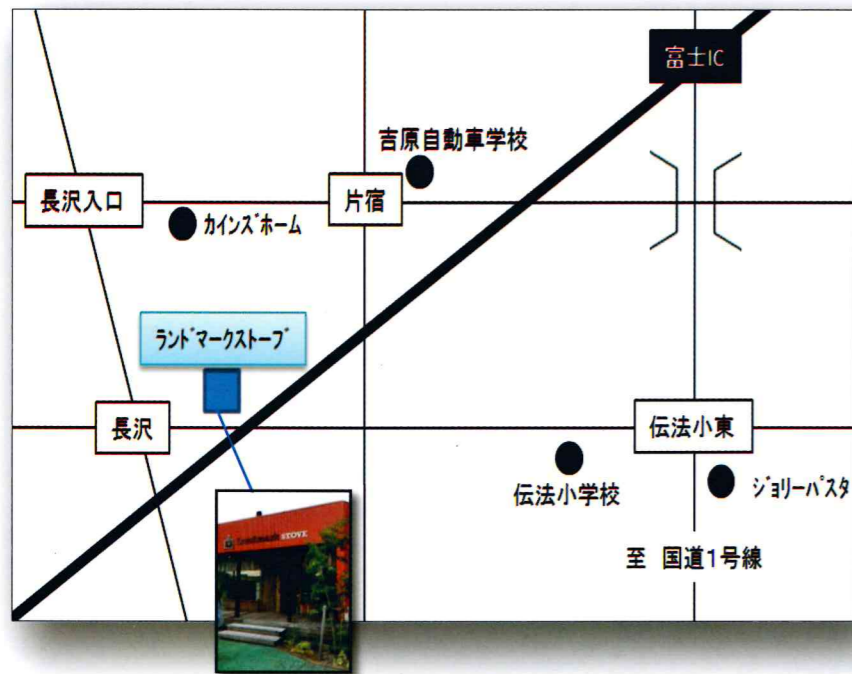 富士IC
吉原自動車学校
長沢入口
カインズホーム
片宿
ランドマークストーブ
長沢
伝法小東
伝法小学校
ジョリーパスタ
Landmark STOVE
至 国道1号線